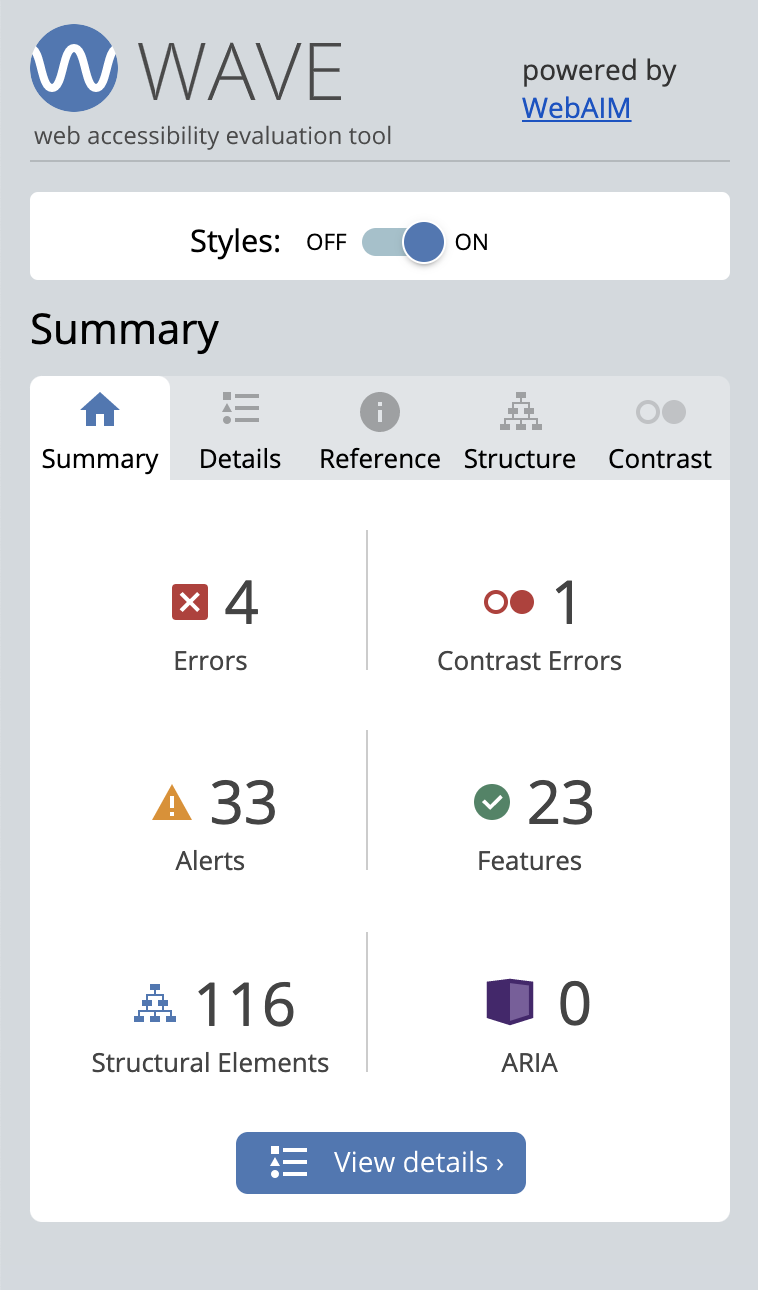 WAVE
web accessibility evaluation tool
powered by
WebAIM
Styles: OFF ON
Summary
Summary Details Reference Structure Contrast
4 1
Errors Contrast Errors
33 23
Alerts Features
116 0
Structural Elements ARIA
View details ›